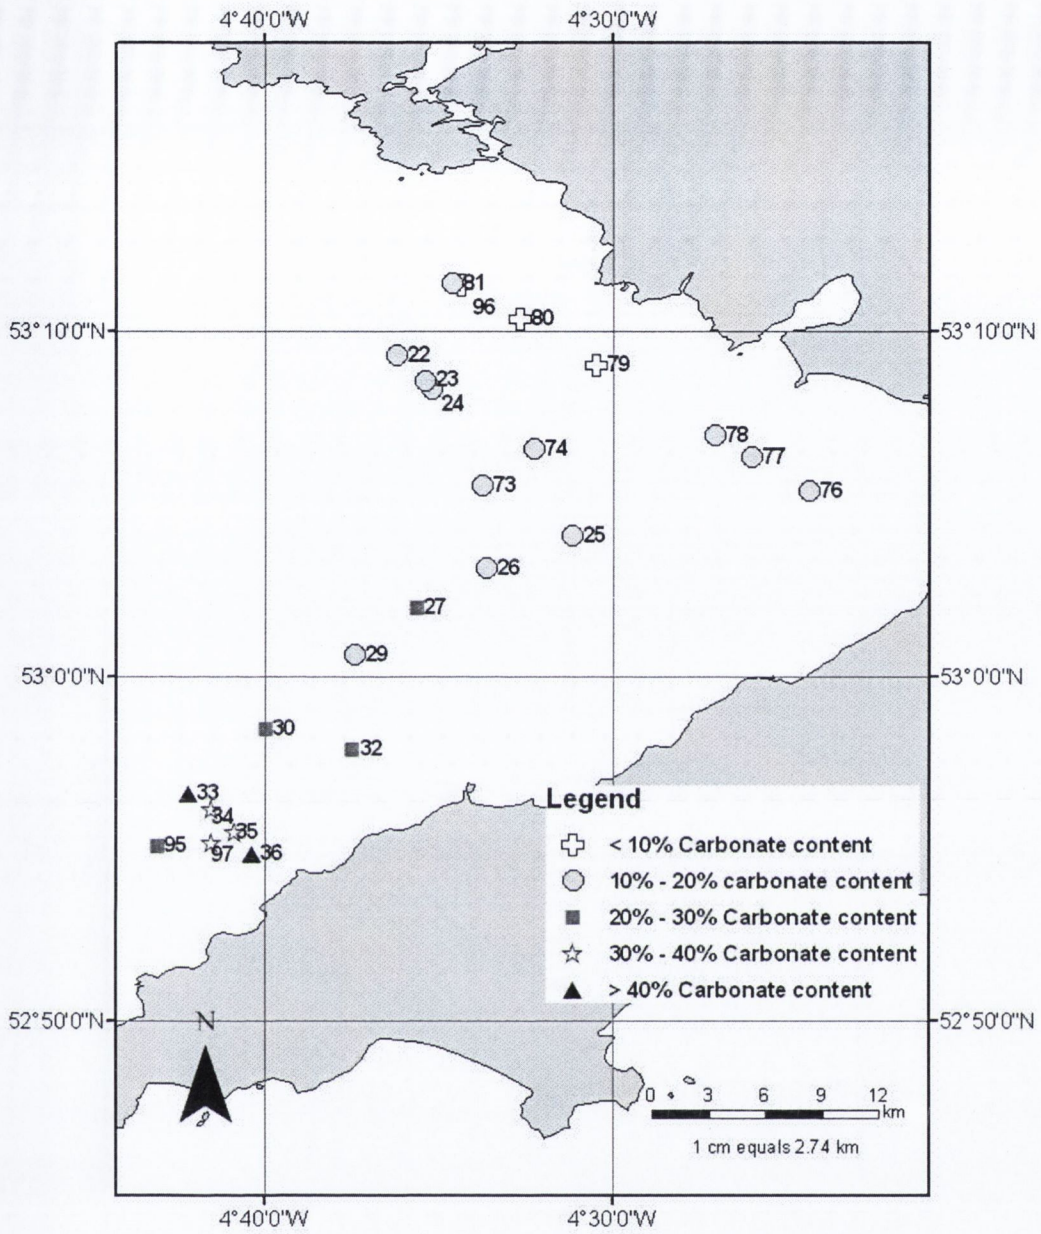 4°40'0"W 4°30'0"W
81
96
80
53°10'0"N 53°10'0"N
22
79
23
24
78
74
77
73
76
25
26
27
29
53°0'0"N 53°0'0"N
30
32
33
34
35
95
97
36
Legend
< 10% Carbonate content
10% - 20% carbonate content
20% - 30% Carbonate content
30% - 40% Carbonate content
> 40% Carbonate content
52°50'0"N 52°50'0"N
N
0 3 6 9 12
km
1 cm equals 2.74 km
4°40'0"W 4°30'0"W